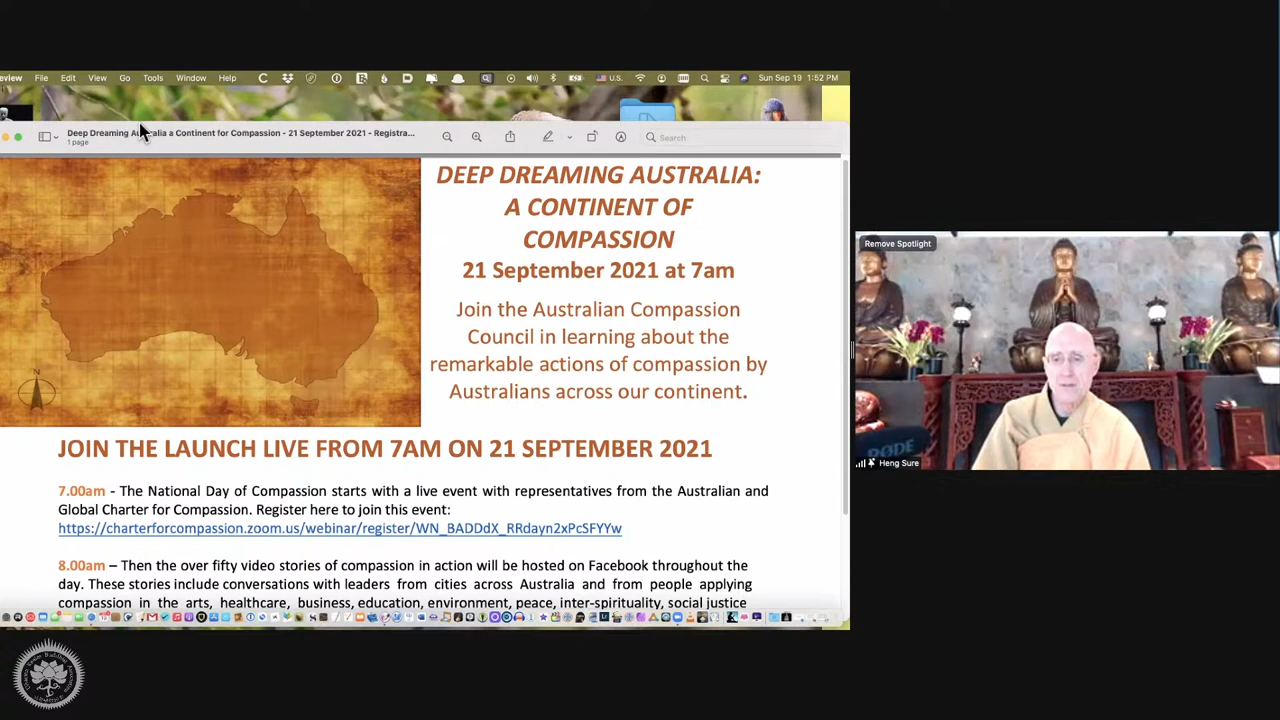 eview File Edit View Go Tools Window Help U.S. Sun Sep 19 1:52 PM
Deep Dreaming Australia a Continent for Compassion - 21 September 2021 - Registra...
1 page
Search
DEEP DREAMING AUSTRALIA:
A CONTINENT OF
COMPASSION
21 September 2021 at 7am
Join the Australian Compassion
Council in learning about the
remarkable actions of compassion by
Australians across our continent.
JOIN THE LAUNCH LIVE FROM 7AM ON 21 SEPTEMBER 2021
7.00am - The National Day of Compassion starts with a live event with representatives from the Australian and
Global Charter for Compassion. Register here to join this event:
https://charterforcompassion.zoom.us/webinar/register/WN_BADDdX_RRdayn2xPcSFYYw
8.00am – Then the over fifty video stories of compassion in action will be hosted on Facebook throughout the
day. These stories include conversations with leaders from cities across Australia and from people applying
compassion in the arts, healthcare, business, education, environment, peace, inter-spirituality, social justice
Remove Spotlight
RØDE
Heng Sure